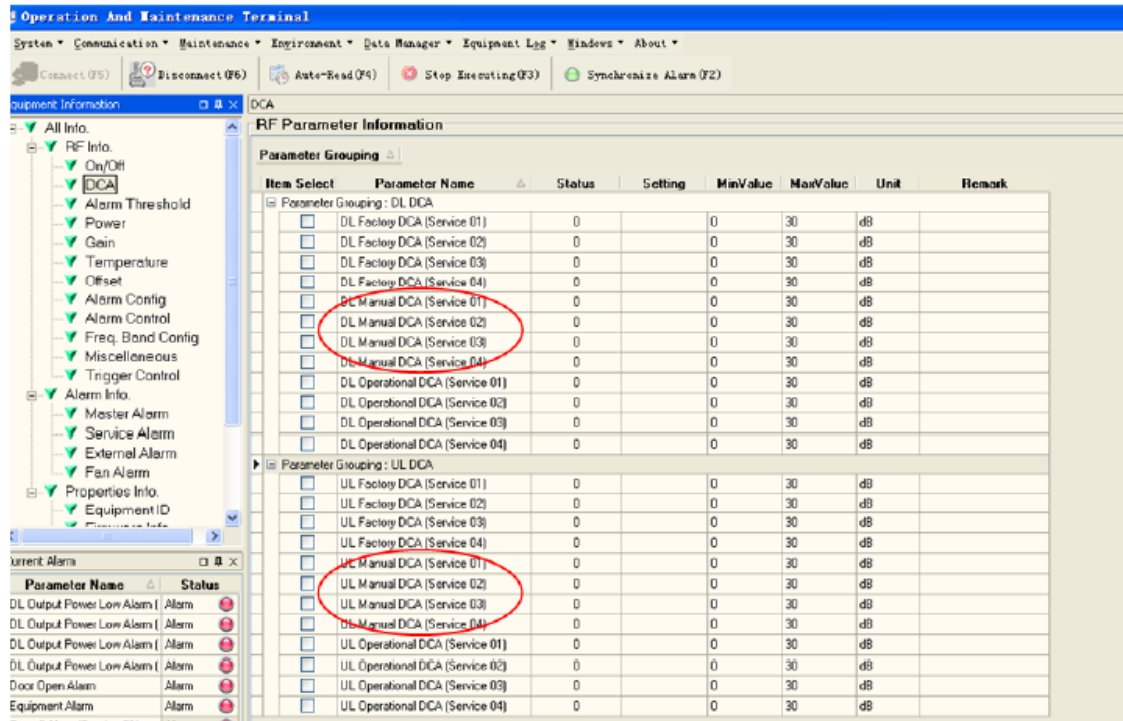 Operation And Maintenance Terminal
System Communication Maintenance Environment Data Manager Equipment Log Windows About
Connect(F5) Disconnect(F6) Auto-Read(F4) Stop Executing(F3) Synchronize Alarm(F2)
quipment Information
All Info.
RF Info.
On/Off
DCA
Alarm Threshold
Power
Gain
Temperature
Offset
Alarm Config
Alarm Control
Freq. Band Config
Miscellaneous
Trigger Control
Alarm Info.
Master Alarm
Service Alarm
External Alarm
Fan Alarm
Properties Info.
Equipment ID
urrent Alarm
Parameter Name Status
DL Output Power Low Alarm ( Alarm
DL Output Power Low Alarm ( Alarm
DL Output Power Low Alarm ( Alarm
DL Output Power Low Alarm ( Alarm
Door Open Alarm Alarm
Equipment Alarm Alarm
DCA
RF Parameter Information
Parameter Grouping
Item Select Parameter Name Status Setting MinValue MaxValue Unit Remark
Parameter Grouping : DL DCA
DL Factory DCA (Service 01) 0 0 30 dB
DL Factory DCA (Service 02) 0 0 30 dB
DL Factory DCA (Service 03) 0 0 30 dB
DL Factory DCA (Service 04) 0 0 30 dB
DL Manual DCA (Service 01) 0 0 30 dB
DL Manual DCA (Service 02) 0 0 30 dB
DL Manual DCA (Service 03) 0 0 30 dB
DL Manual DCA (Service 04) 0 0 30 dB
DL Operational DCA (Service 01) 0 0 30 dB
DL Operational DCA (Service 02) 0 0 30 dB
DL Operational DCA (Service 03) 0 0 30 dB
DL Operational DCA (Service 04) 0 0 30 dB
Parameter Grouping : UL DCA
UL Factory DCA (Service 01) 0 0 30 dB
UL Factory DCA (Service 02) 0 0 30 dB
UL Factory DCA (Service 03) 0 0 30 dB
UL Factory DCA (Service 04) 0 0 30 dB
UL Manual DCA (Service 01) 0 0 30 dB
UL Manual DCA (Service 02) 0 0 30 dB
UL Manual DCA (Service 03) 0 0 30 dB
UL Manual DCA (Service 04) 0 0 30 dB
UL Operational DCA (Service 01) 0 0 30 dB
UL Operational DCA (Service 02) 0 0 30 dB
UL Operational DCA (Service 03) 0 0 30 dB
UL Operational DCA (Service 04) 0 0 30 dB